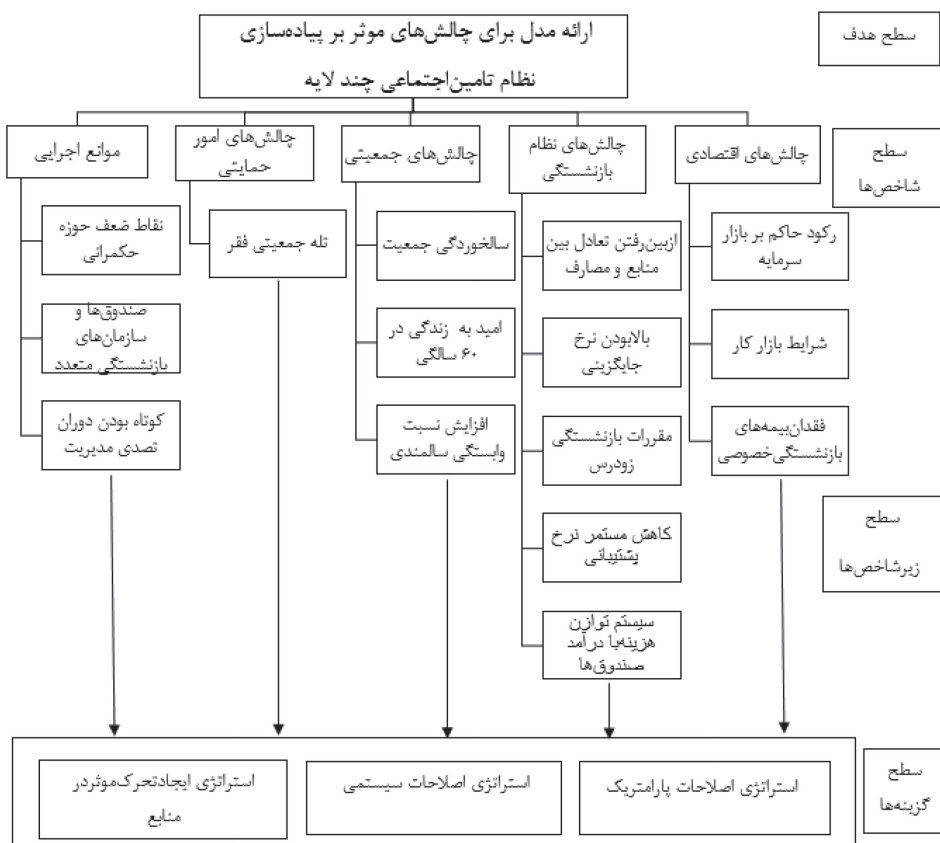 ارائه مدل برای چالش‌های موثر بر پیاده‌سازی
نظام تامین‌اجتماعی چند لایه
سطح هدف
سطح
شاخص‌ها
چالش‌های اقتصادی
چالش‌های نظام
بازنشستگی
چالش‌های جمعیتی
چالش‌های امور
حمایتی
موانع اجرایی
رکود حاکم بر بازار
سرمایه
شرایط بازار کار
فقدان‌بیمه‌های
بازنشستگی‌خصوصی
ازبین‌رفتن تعادل بین
منابع و مصارف
بالابودن نرخ
جایگزینی
مقررات بازنشستگی
زودرس
کاهش مستمر نرخ
پشتیبانی
سیستم توازن
هزینه‌با درآمد
صندوق‌ها
سالخوردگی جمعیت
امید به زندگی در
۶۰ سالگی
افزایش نسبت
وابستگی سالمندی
تله جمعیتی فقر
نقاط ضعف حوزه
حکمرانی
صندوق‌ها و
سازمان‌های
بازنشستگی متعدد
کوتاه بودن دوران
تصدی مدیریت
سطح
زیرشاخص‌ها
سطح
گزینه‌ها
استراتژی اصلاحات پارامتریک
استراتژی اصلاحات سیستمی
استراتژی ایجادتحرک‌موثردر
منابع